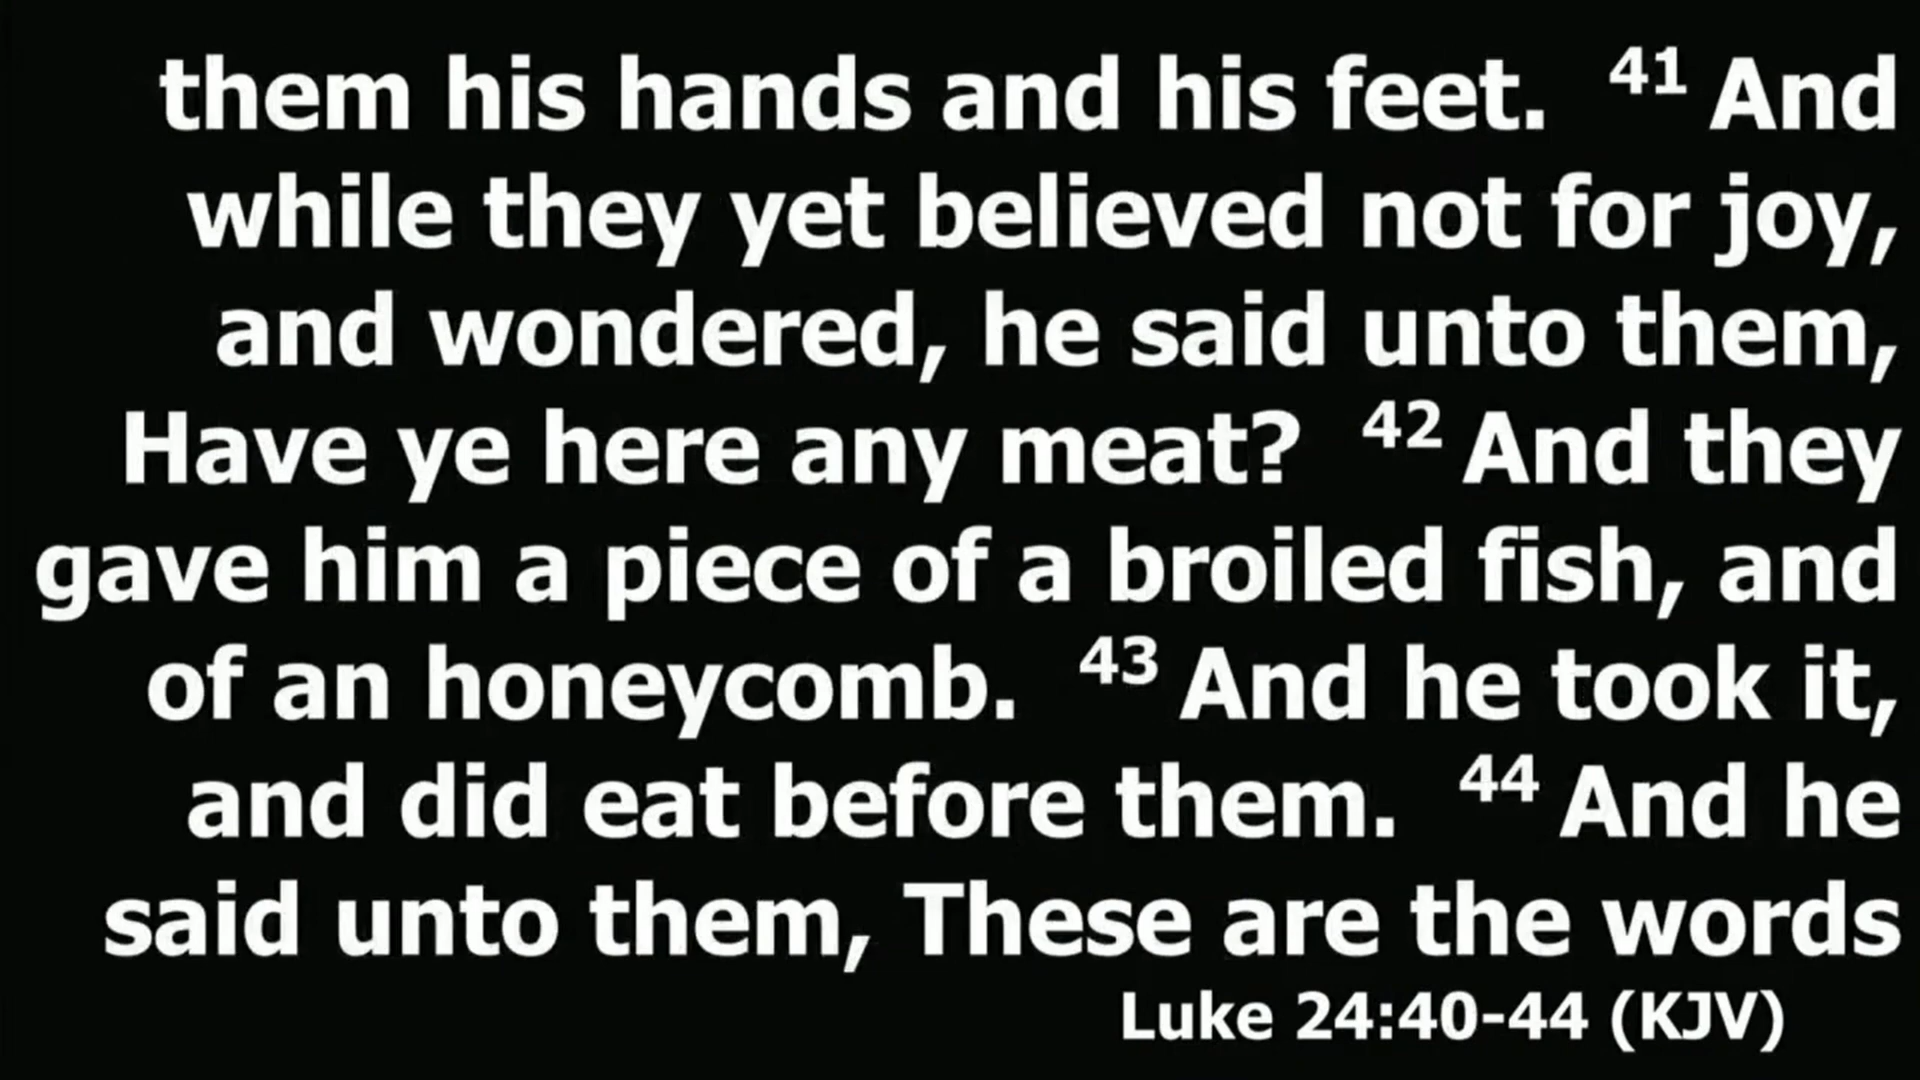 them his hands and his feet. 41 And
while they yet believed not for joy,
and wondered, he said unto them,
Have ye here any meat? 42 And they
gave him a piece of a broiled fish, and
of an honeycomb. 43 And he took it,
and did eat before them. 44 And he
said unto them, These are the words
Luke 24:40-44 (KJV)